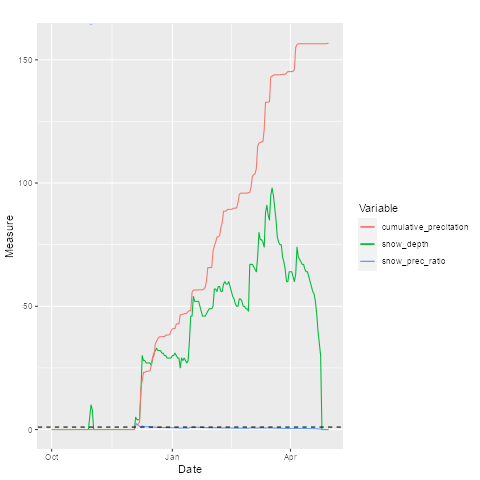 150
100
50
0
Measure
Oct
Jan
Apr
Date
Variable
cumulative_precitation
snow_depth
snow_prec_ratio